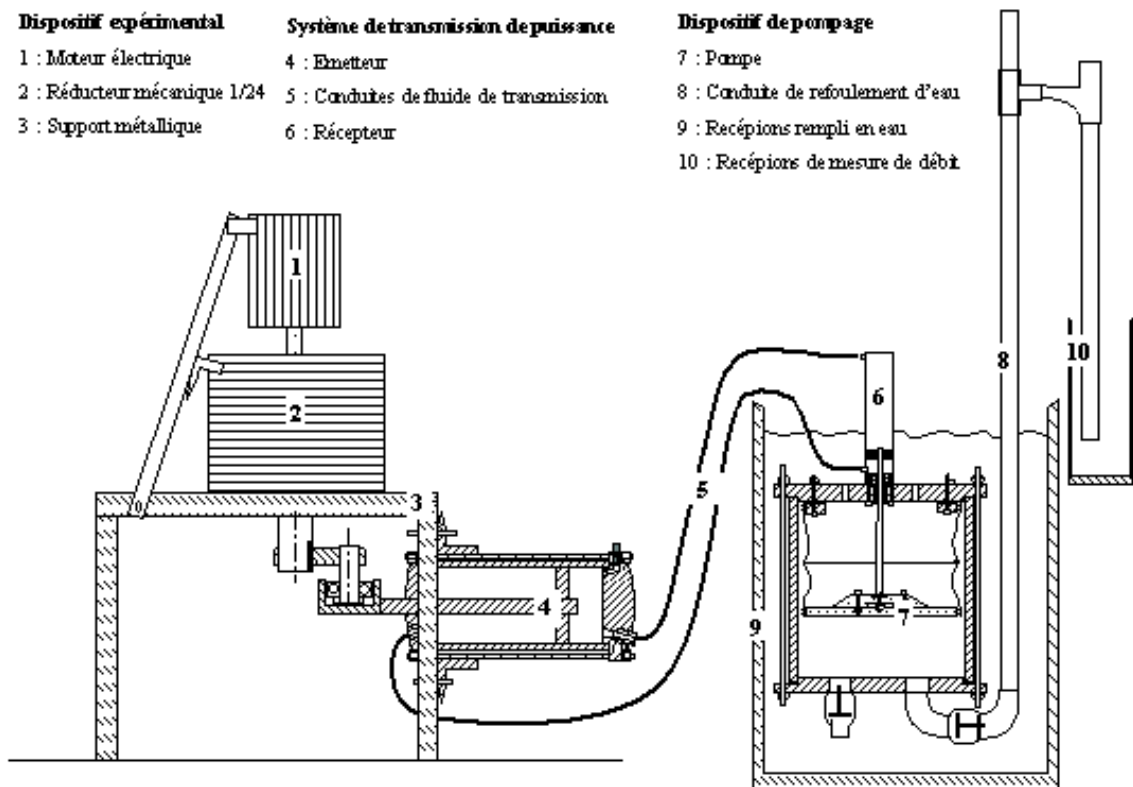 Dispositif expérimental
1 : Moteur électrique
2 : Réducteur mécanique 1/24
3 : Support métallique
Système de transmission de puissance
4 : Emetteur
5 : Conduites de fluide de transmission
6 : Récepteur
Dispositif de pompage
7 : Pompe
8 : Conduite de refoulement d'eau
9 : Recépions rempli en eau
10 : Recépions de mesure de débit
1
2
3
4
5
6
7
8
9
10